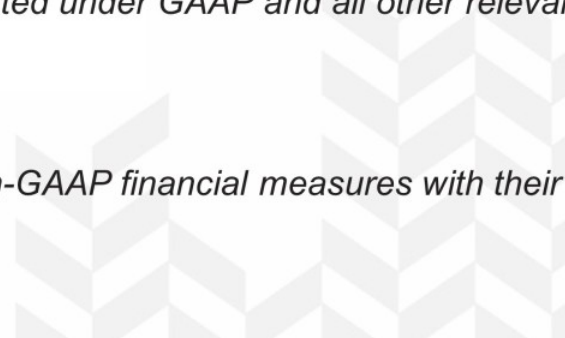 ted under GAAP and all other relevan
-GAAP financial measures with their